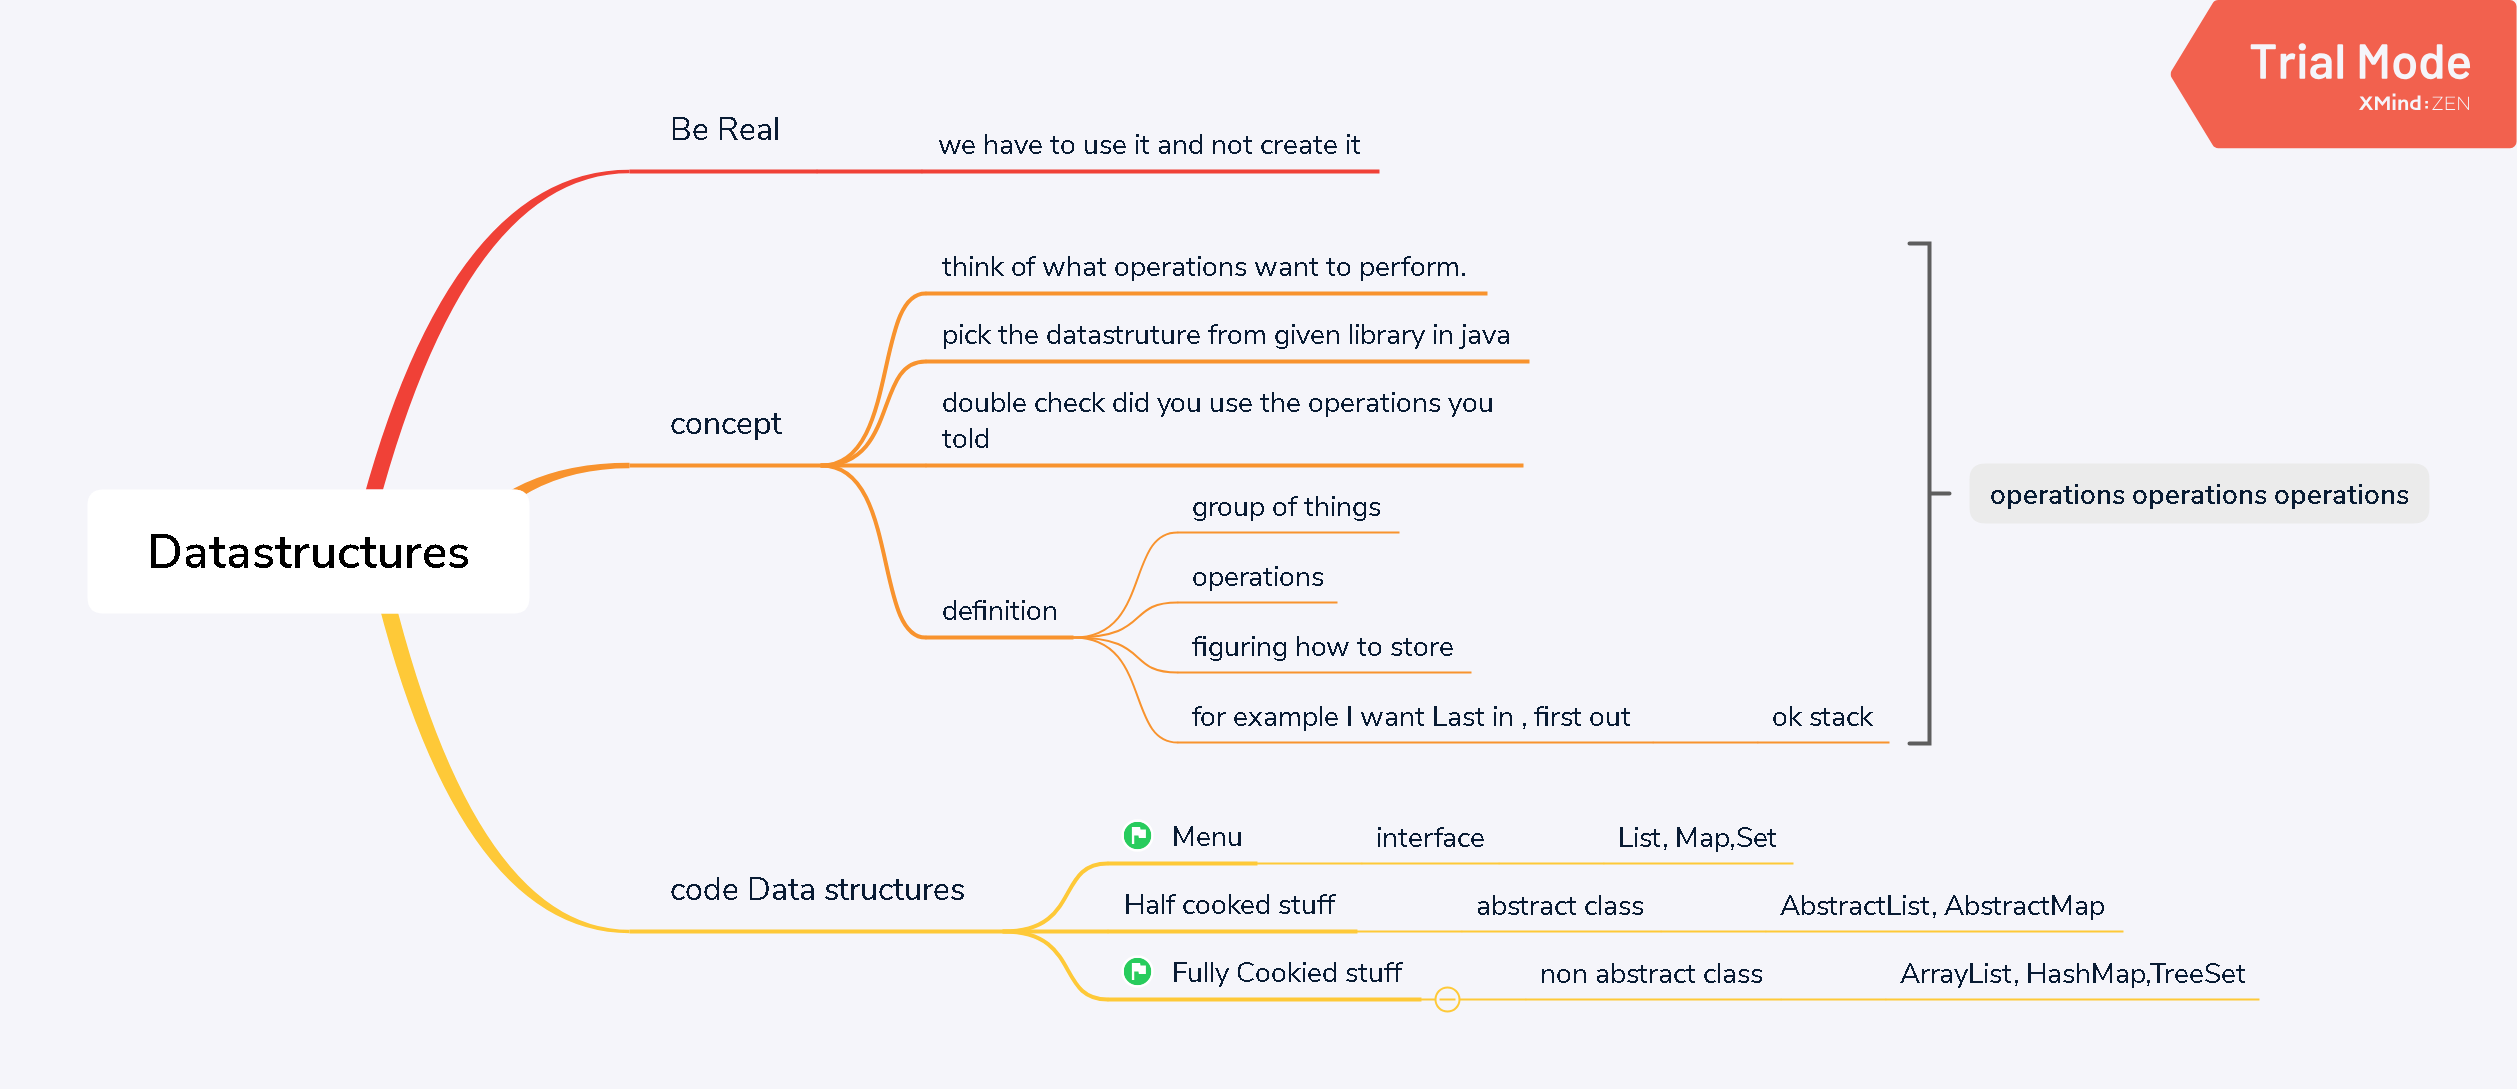 Trial Mode
XMind:ZEN
Be Real
we have to use it and not create it
think of what operations want to perform.
pick the datastruture from given library in java
double check did you use the operations you
told
concept
group of things
operations
operations operations operations
Datastructures
definition
figuring how to store
for example I want Last in , first out
ok stack
Menu
interface
List, Map,Set
code Data structures
Half cooked stuff
abstract class
AbstractList, AbstractMap
Fully Cookied stuff
non abstract class
ArrayList, HashMap,TreeSet